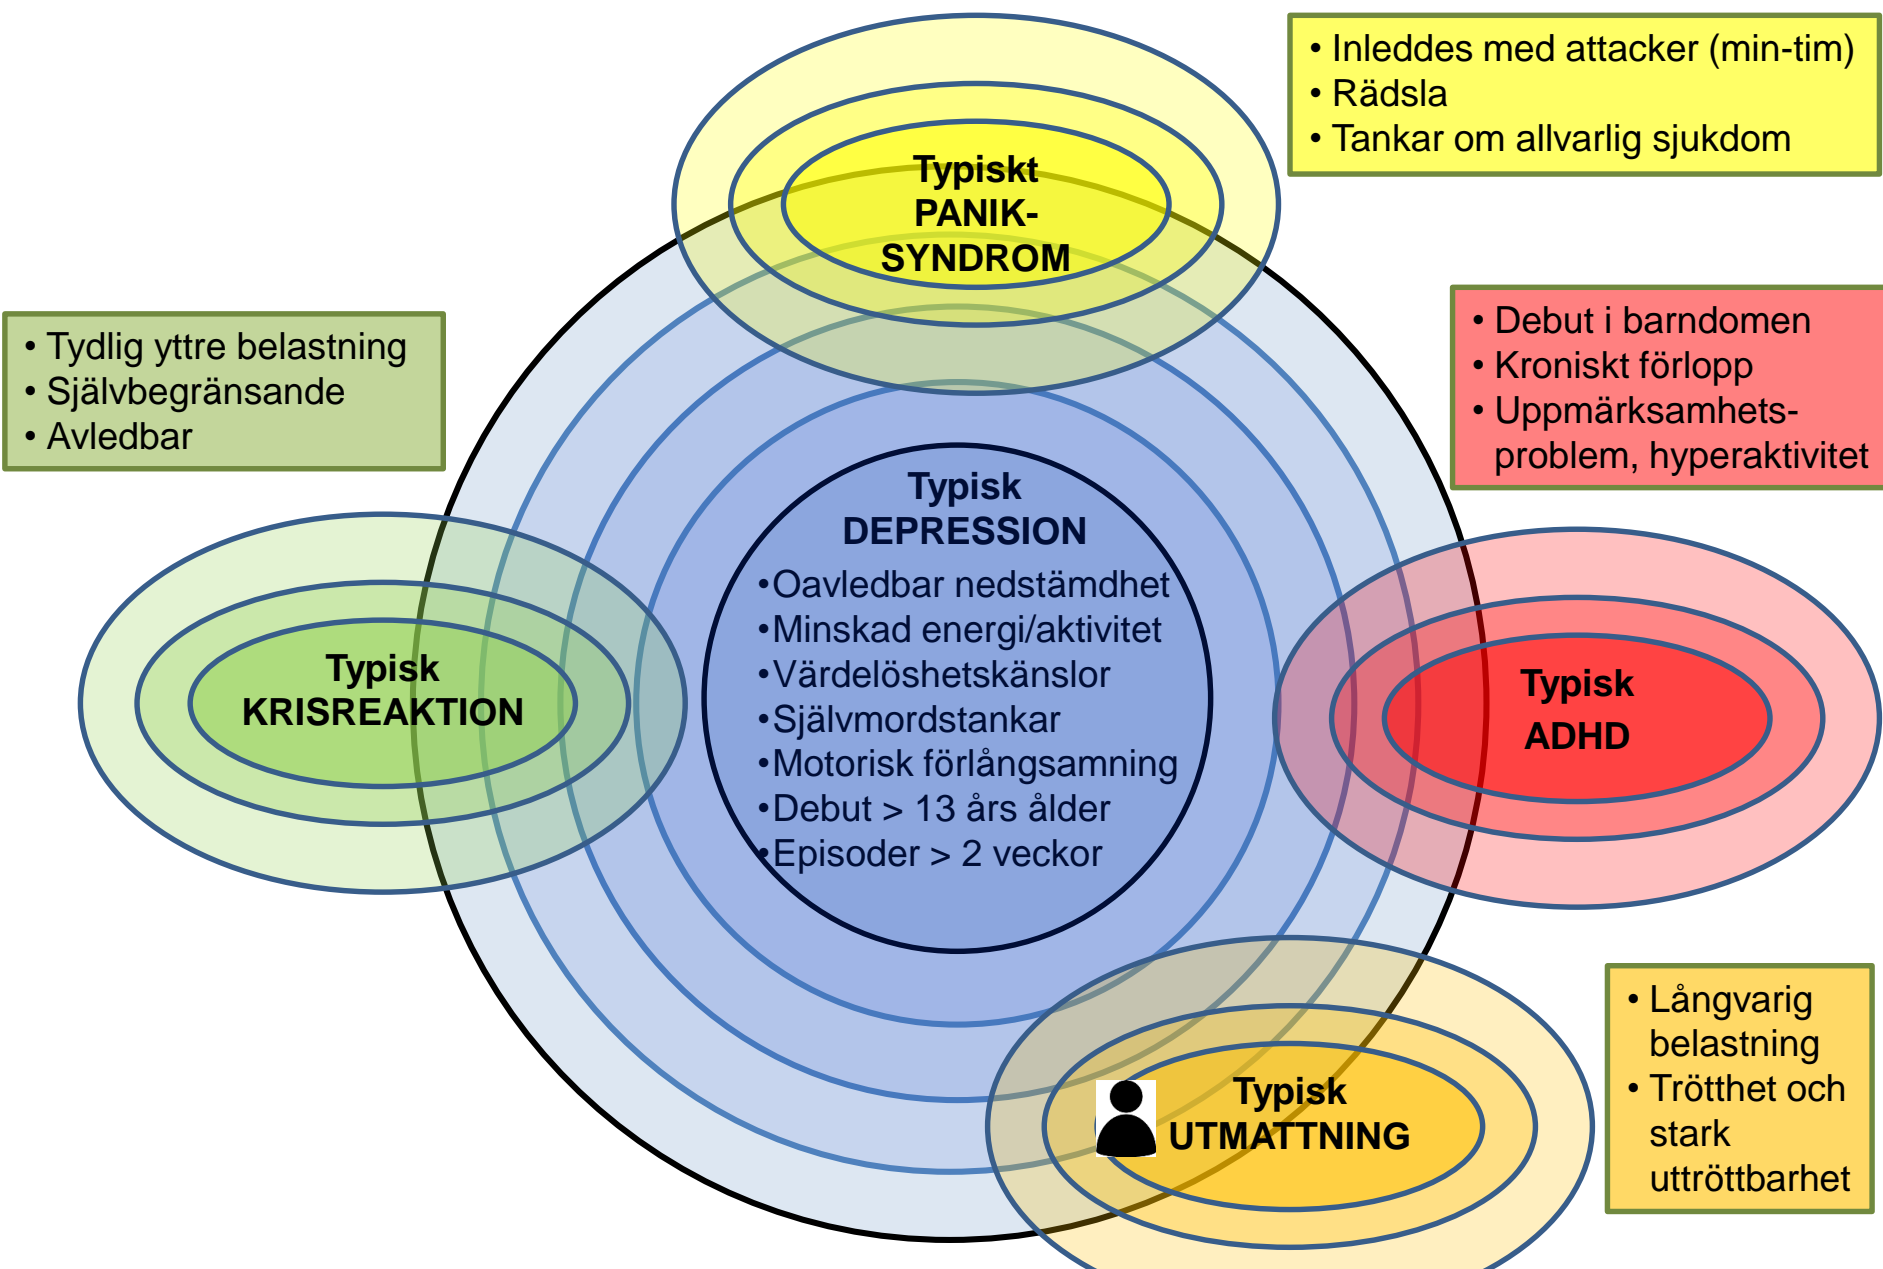 • Inleddes med attacker (min-tim)
• Rädsla
• Tankar om allvarlig sjukdom
Typiskt
PANIK-
SYNDROM
• Tydlig yttre belastning
• Självbegränsande
• Avledbar
• Debut i barndomen
• Kroniskt förlopp
• Uppmärksamhets-
problem, hyperaktivitet
Typisk
DEPRESSION
•Oavledbar nedstämdhet
•Minskad energi/aktivitet
•Värdelöshetskänslor
•Självmordstankar
•Motorisk förlångsamning
•Debut > 13 års ålder
•Episoder > 2 veckor
Typisk
KRISREAKTION
Typisk
ADHD
• Långvarig
belastning
• Trötthet och
stark
uttröttbarhet
Typisk
UTMATTNING